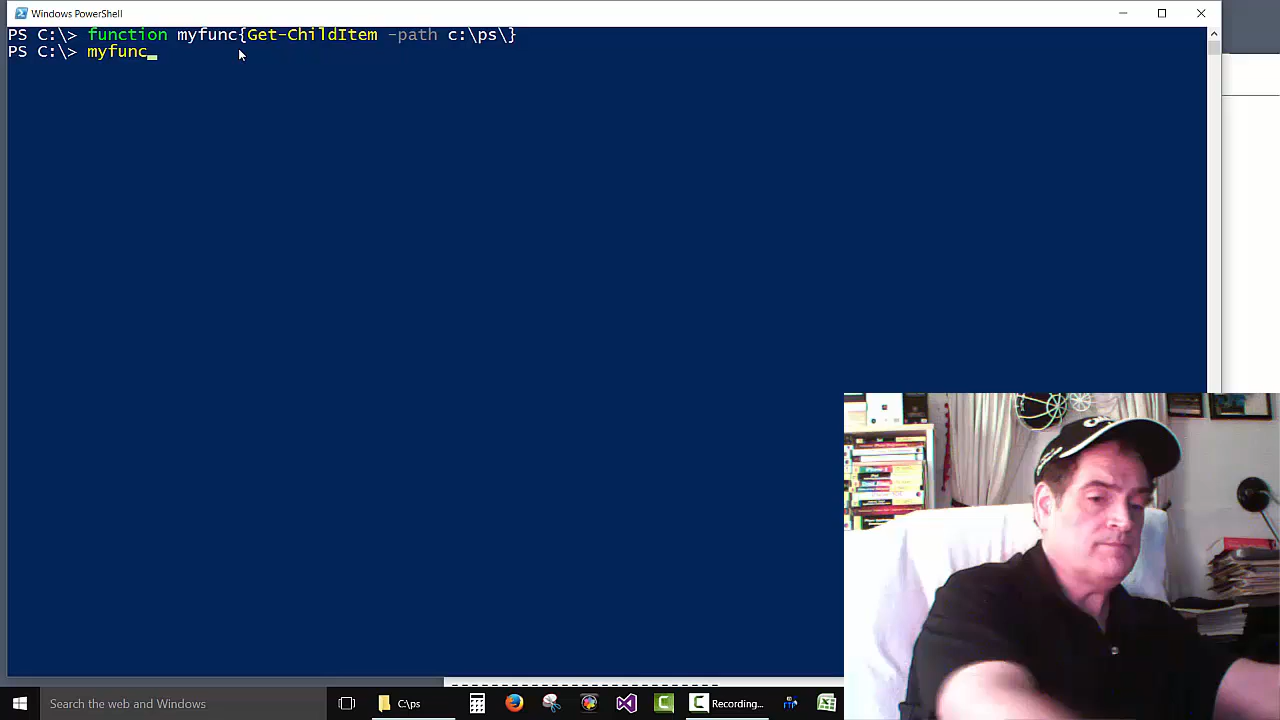 Windows PowerShell
PS C:\> function myfunc{Get-ChildItem -path c:\ps\}
PS C:\> myfunc
Search the web and Windows
C:\ps
Recording...